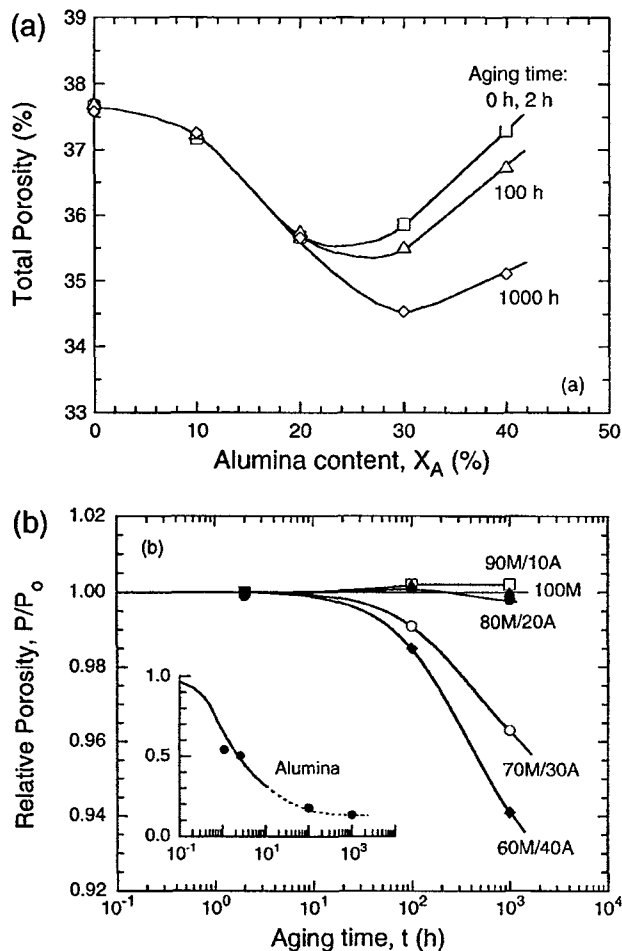 (a)
39
38
37
36
35
34
33
Total Porosity (%)
Aging time:
0 h, 2 h
100 h
1000 h
(a)
0 10 20 30 40 50
Alumina content, X_A (%)
(b)
1.02
1.00
0.98
0.96
0.94
0.92
Relative Porosity, P/P_o
(b)
90M/10A
100M
80M/20A
70M/30A
60M/40A
1.0
0.5
0.0
Alumina
10^-1 10^1 10^3
10^-1 10^0 10^1 10^2 10^3 10^4
Aging time, t (h)